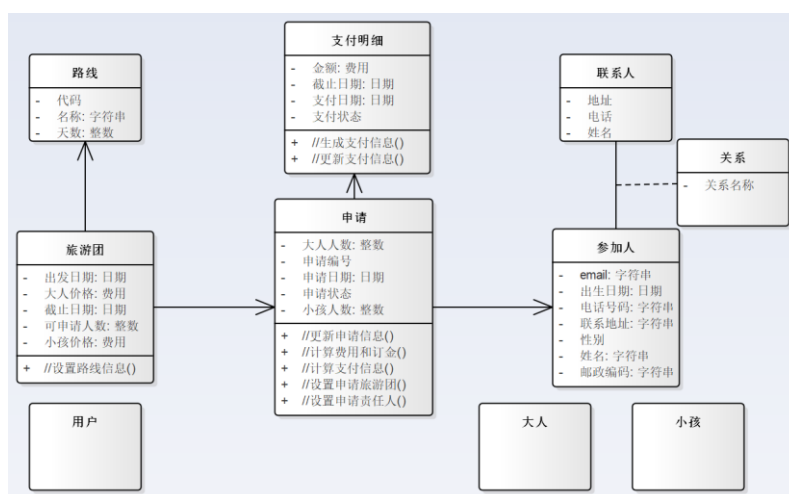 路线
- 代码
- 名称: 字符串
- 天数: 整数
支付明细
- 金额: 费用
- 截止日期: 日期
- 支付日期: 日期
- 支付状态
+ //生成支付信息()
+ //更新支付信息()
联系人
- 地址
- 电话
- 姓名
关系
- 关系名称
旅游团
- 出发日期: 日期
- 大人价格: 费用
- 截止日期: 日期
- 可申请人数: 整数
- 小孩价格: 费用
+ //设置路线信息()
申请
- 大人人数: 整数
- 申请编号
- 申请日期: 日期
- 申请状态
- 小孩人数: 整数
+ //更新申请信息()
+ //计算费用和订金()
+ //计算支付信息()
+ //设置申请旅游团()
+ //设置申请责任人()
参加人
- email: 字符串
- 出生日期: 日期
- 电话号码: 字符串
- 联系地址: 字符串
- 性别
- 姓名: 字符串
- 邮政编码: 字符串
用户
大人
小孩